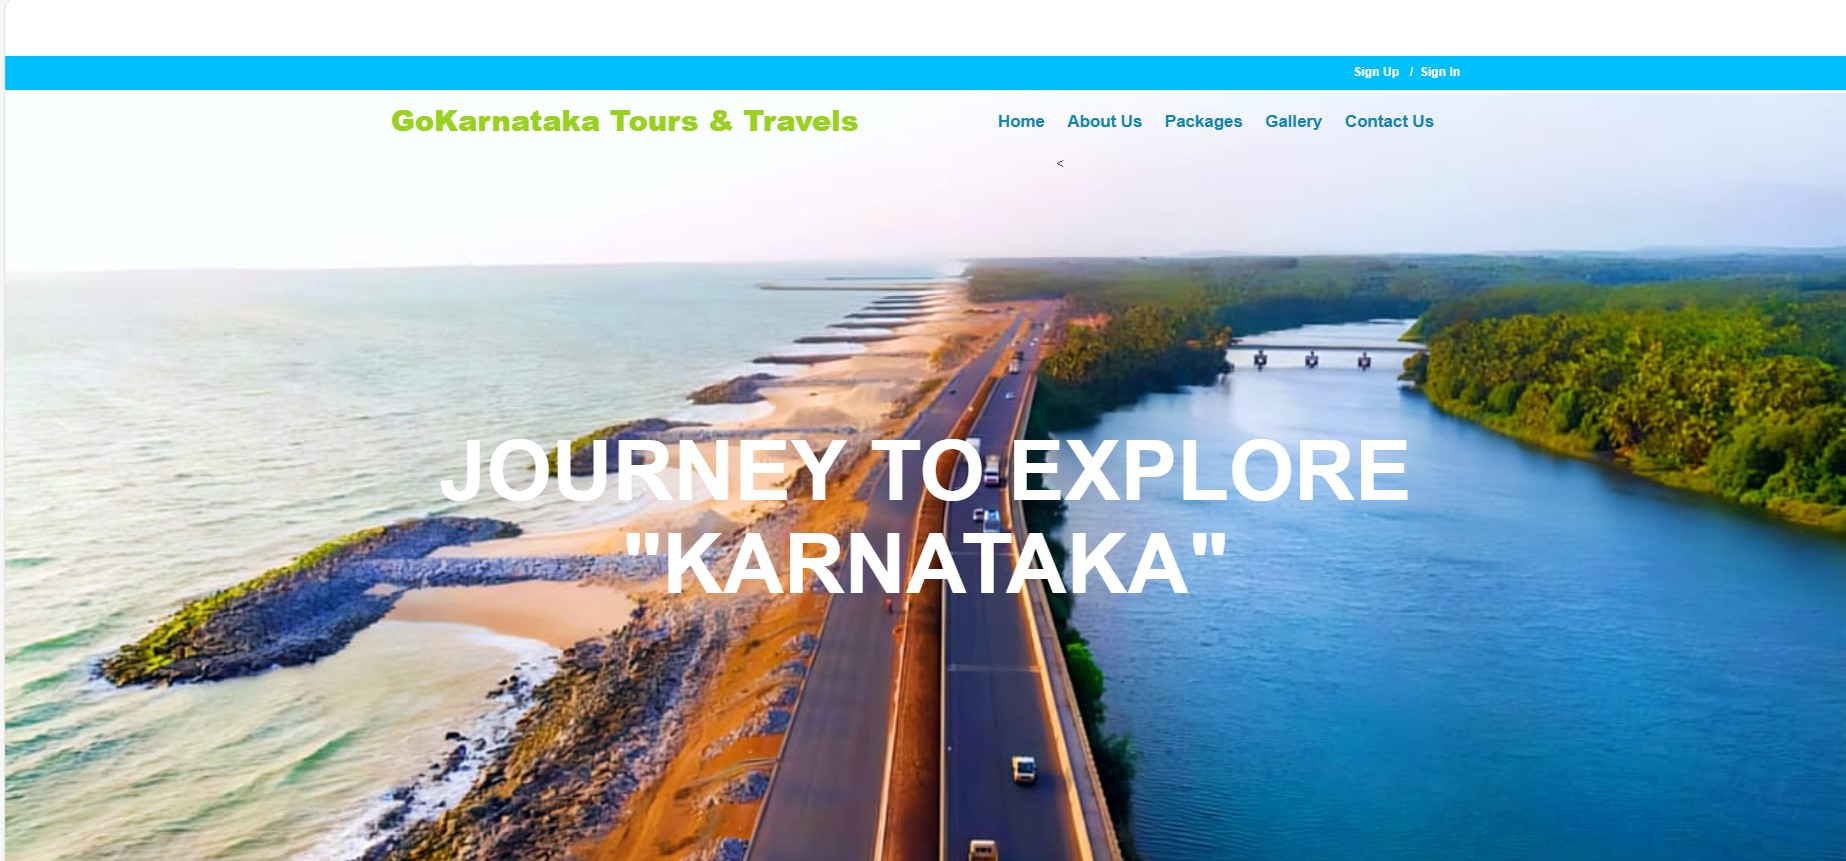 Sign Up / Sign In
GoKarnataka Tours & Travels
Home About Us Packages Gallery Contact Us
<
JOURNEY TO EXPLORE
"KARNATAKA"